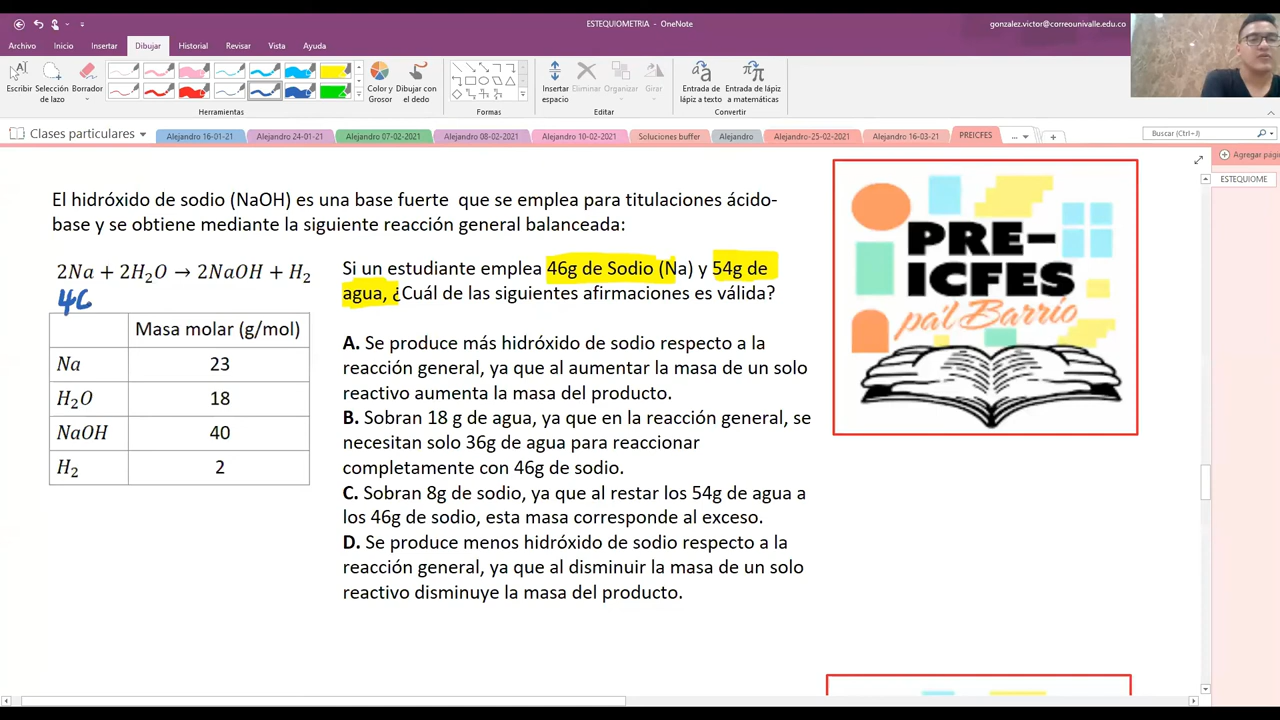 ESTEQUIOMETRIA - OneNote
gonzalez.victor@correounivalle.edu.co
Archivo Inicio Insertar Dibujar Historial Revisar Vista Ayuda
Escribir Selección de lazo Borrador Color y Grosor Dibujar con el dedo Insertar espacio Eliminar Organizar Girar Entrada de lápiz a texto Entrada de lápiz a matemáticas
Herramientas Formas Editar Convertir
Clases particulares Alejandro 16-01-21 Alejandro 24-01-21 Alejandro 07-02-2021 Alejandro 08-02-2021 Alejandro 10-02-2021 Soluciones buffer Alejandro Alejandro-25-02-2021 Alejandro 16-03-21 PREICFES ... Buscar (Ctrl+J)
Agregar pagi
ESTEQUIOME
El hidróxido de sodio (NaOH) es una base fuerte que se emplea para titulaciones ácido-
base y se obtiene mediante la siguiente reacción general balanceada:
2Na + 2H₂O → 2NaOH + H₂
4C
Masa molar (g/mol)
Na 23
H₂O 18
NaOH 40
H₂ 2
Si un estudiante emplea 46g de Sodio (Na) y 54g de
agua, ¿Cuál de las siguientes afirmaciones es válida?
A. Se produce más hidróxido de sodio respecto a la
reacción general, ya que al aumentar la masa de un solo
reactivo aumenta la masa del producto.
B. Sobran 18 g de agua, ya que en la reacción general, se
necesitan solo 36g de agua para reaccionar
completamente con 46g de sodio.
C. Sobran 8g de sodio, ya que al restar los 54g de agua a
los 46g de sodio, esta masa corresponde al exceso.
D. Se produce menos hidróxido de sodio respecto a la
reacción general, ya que al disminuir la masa de un solo
reactivo disminuye la masa del producto.
PRE-
ICFES
pa'l Barrio